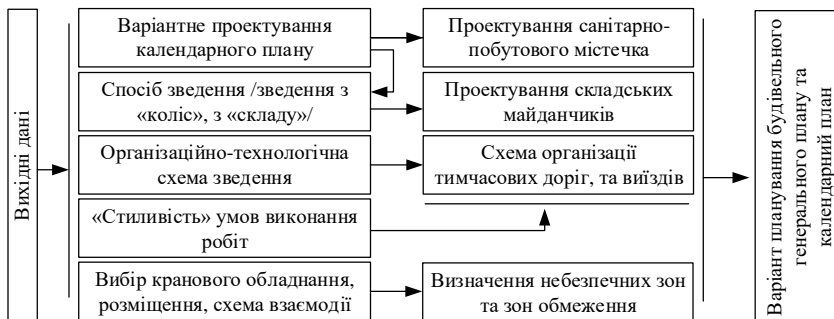 Вихідні дані
Варіантне проектування
календарного плану
Спосіб зведення /зведення з
«коліс», з «складу»/
Організаційно-технологічна
схема зведення
«Стиливість» умов виконання
робіт
Вибір кранового обладнання,
розміщення, схема взаємодії
Проектування санітарно-
побутового містечка
Проектування складських
майданчиків
Схема організації
тимчасових доріг, та виїздів
Визначення небезпечних зон
та зон обмеження
Варіант планування будівельного
генерального плану та
календарний план